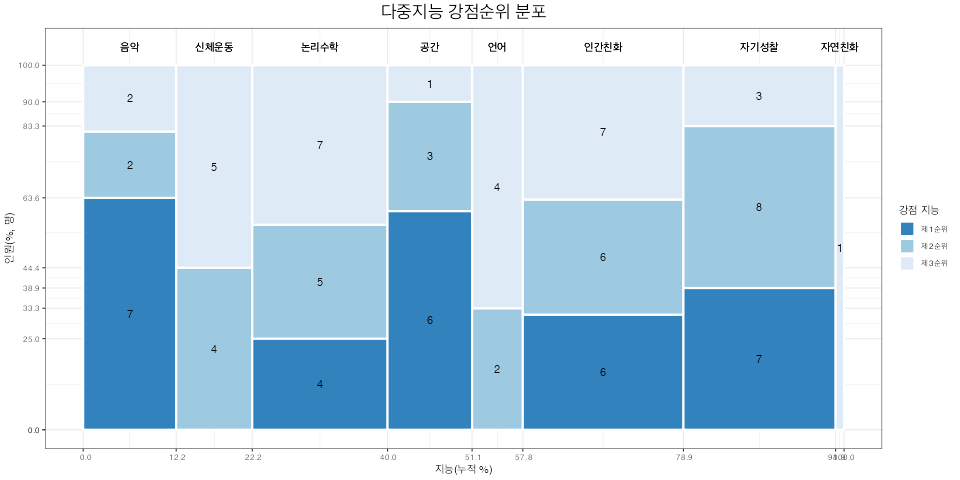 다중지능 강점순위 분포
음악 신체운동 논리수학 공간 언어 인간친화 자기성찰 자연친화
100.0
90.0
83.3
63.6
44.4
38.9
33.3
25.0
0.0
인원(%, 명)
2 2 7
5 4
7 5 4
1 3 6
4 2
7 6 6
3 8 7
1
0.0 12.2 22.2 40.0 51.1 57.8 78.9
지능(누적 %)
강점 지능
제1순위
제2순위
제3순위